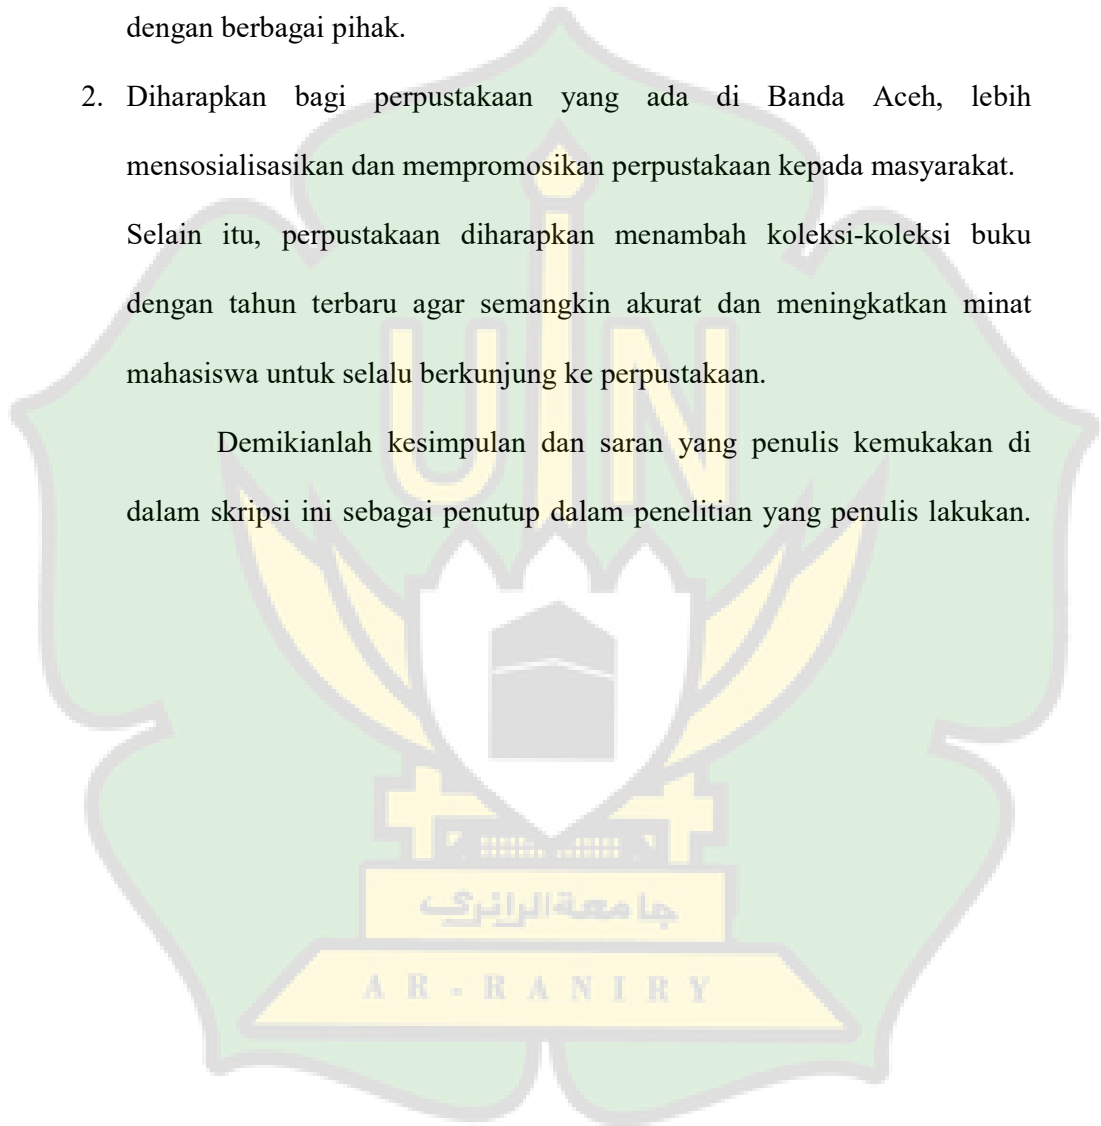 dengan berbagai pihak.
2. Diharapkan bagi perpustakaan yang ada di Banda Aceh, lebih
mensosialisasikan dan mempromosikan perpustakaan kepada masyarakat.
Selain itu, perpustakaan diharapkan menambah koleksi-koleksi buku
dengan tahun terbaru agar semangkin akurat dan meningkatkan minat
mahasiswa untuk selalu berkunjung ke perpustakaan.
Demikianlah kesimpulan dan saran yang penulis kemukakan di
dalam skripsi ini sebagai penutup dalam penelitian yang penulis lakukan.
UIN
جامعة الرانري
AR-RANIRY